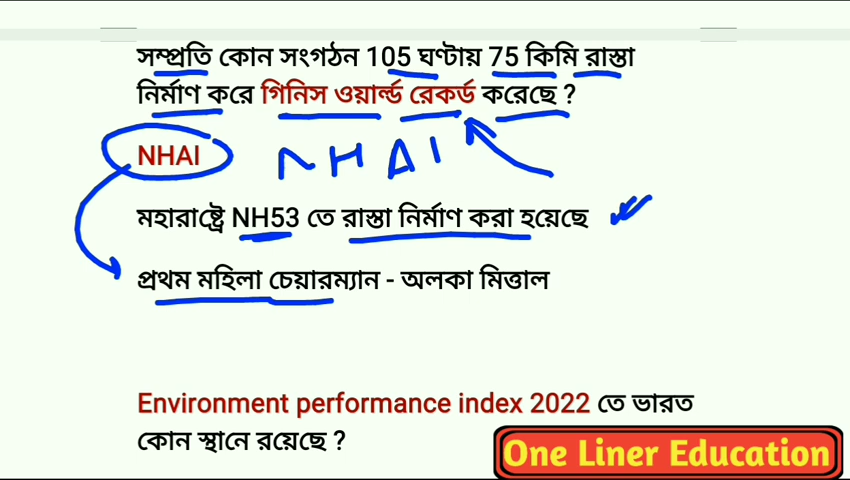 সম্প্রতি কোন সংগঠন 105 ঘণ্টায় 75 কিমি রাস্তা
নির্মাণ করে গিনিস ওয়ার্ল্ড রেকর্ড করেছে ?
NHAI
NHAI
মহারাষ্ট্রে NH53 তে রাস্তা নির্মাণ করা হয়েছে
প্রথম মহিলা চেয়ারম্যান - অলকা মিত্তাল
Environment performance index 2022 তে ভারত
কোন স্থানে রয়েছে ?
One Liner Education